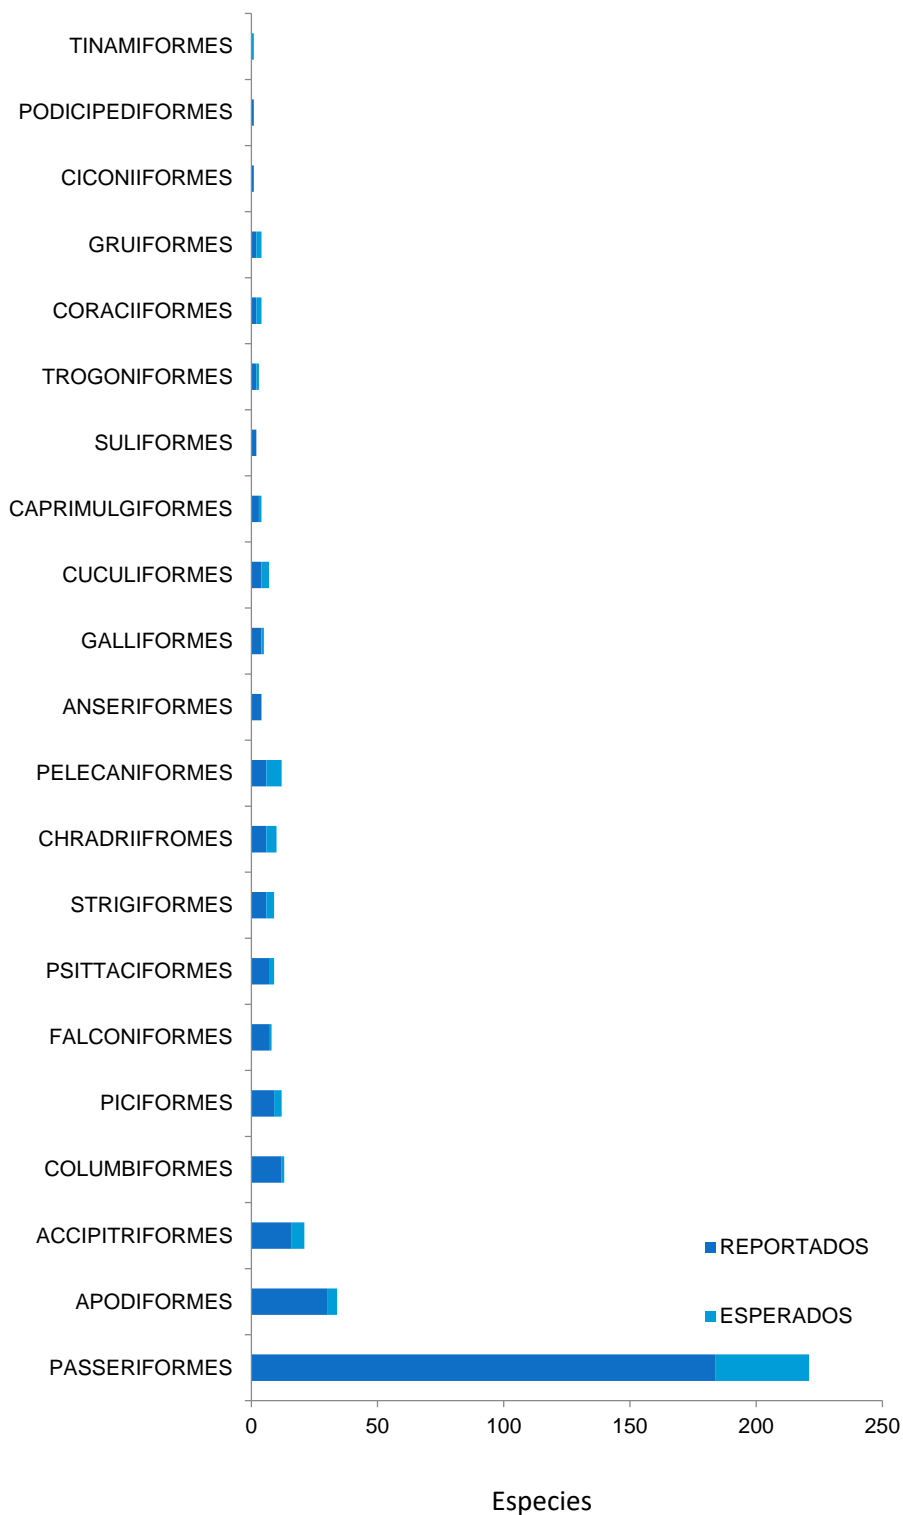 TINAMIFORMES
PODICIPEDIFORMES
CICONIIFORMES
GRUIFORMES
CORACIIFORMES
TROGONIFORMES
SULIFORMES
CAPRIMULGIFORMES
CUCULIFORMES
GALLIFORMES
ANSERIFORMES
PELECANIFORMES
CHRADRIIFROMES
STRIGIFORMES
PSITTACIFORMES
FALCONIFORMES
PICIFORMES
COLUMBIFORMES
ACCIPITRIFORMES
REPORTADOS
APODIFORMES
ESPERADOS
PASSERIFORMES
0 50 100 150 200 250
Especies